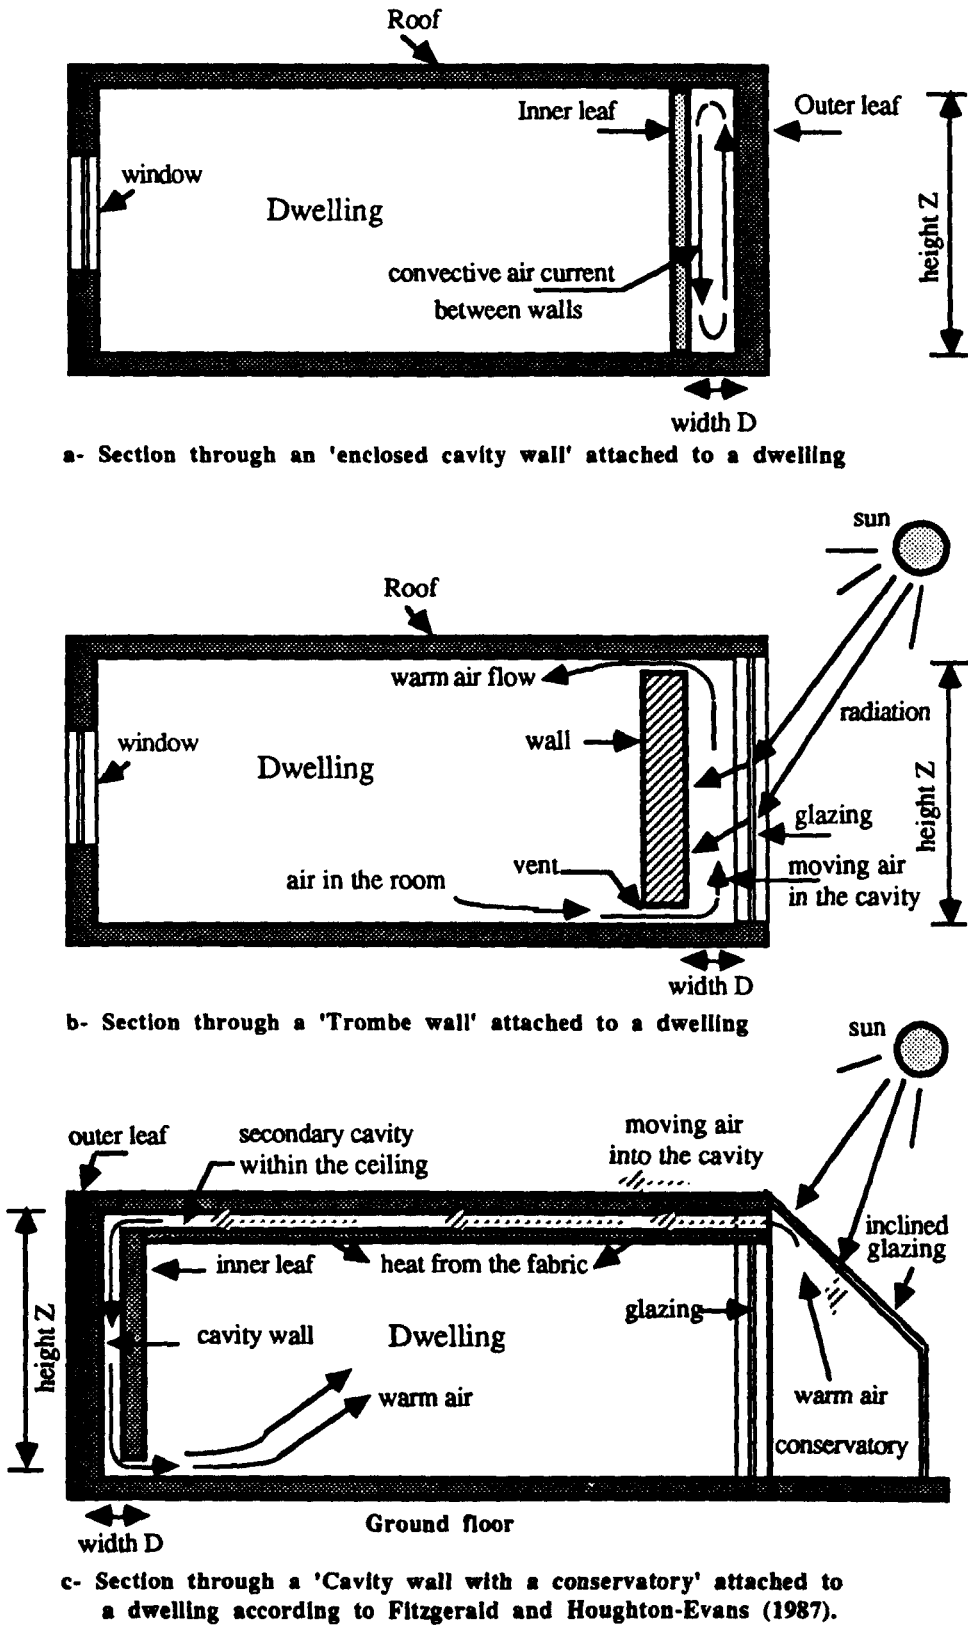 Roof
Inner leaf
Outer leaf
window
Dwelling
height Z
convective air current
between walls
width D
a- Section through an 'enclosed cavity wall' attached to a dwelling
sun
Roof
warm air flow
radiation
wall
window
Dwelling
height Z
glazing
vent
moving air
in the cavity
air in the room
width D
b- Section through a 'Trombe wall' attached to a dwelling
sun
outer leaf
secondary cavity
within the ceiling
moving air
into the cavity
inclined
glazing
inner leaf
heat from the fabric
glazing
height Z
cavity wall
Dwelling
warm air
warm air
conservatory
Ground floor
width D
c- Section through a 'Cavity wall with a conservatory' attached to
a dwelling according to Fitzgerald and Houghton-Evans (1987).